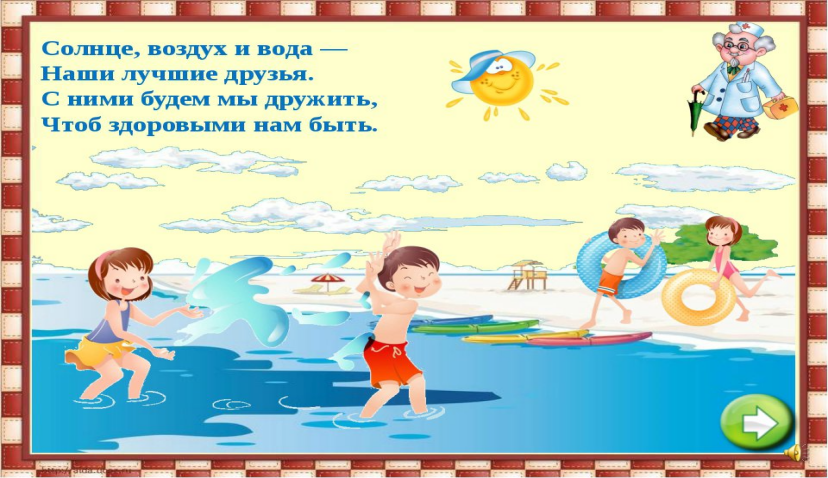 Солнце, воздух и вода —
Наши лучшие друзья.
С ними будем мы дружить,
Чтоб здоровыми нам быть.